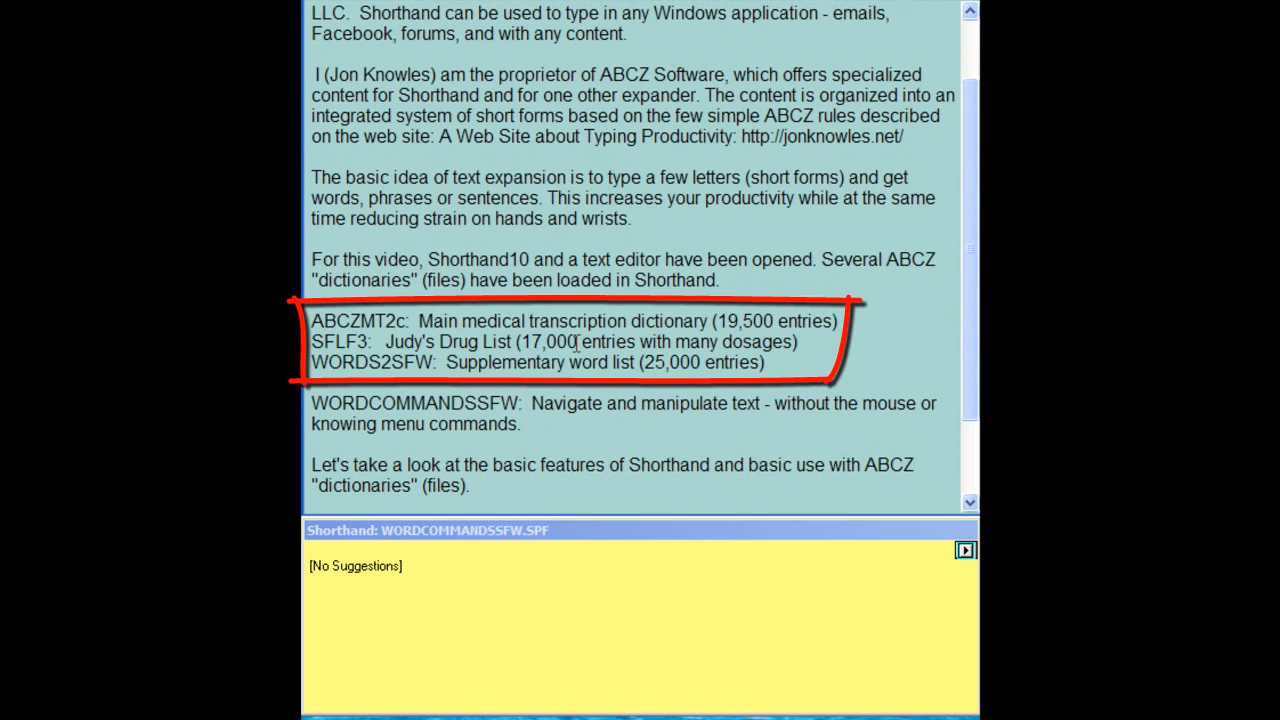 LLC.  Shorthand can be used to type in any Windows application - emails,
Facebook, forums, and with any content.
I (Jon Knowles) am the proprietor of ABCZ Software, which offers specialized
content for Shorthand and for one other expander. The content is organized into an
integrated system of short forms based on the few simple ABCZ rules described
on the web site: A Web Site about Typing Productivity: http://jonknowles.net/
The basic idea of text expansion is to type a few letters (short forms) and get
words, phrases or sentences. This increases your productivity while at the same
time reducing strain on hands and wrists.
For this video, Shorthand10 and a text editor have been opened. Several ABCZ
"dictionaries" (files) have been loaded in Shorthand.
ABCZMT2c:  Main medical transcription dictionary (19,500 entries)
SFLF3:   Judy's Drug List (17,000 entries with many dosages)
WORDS2SFW:  Supplementary word list (25,000 entries)
WORDCOMMANDSSFW:  Navigate and manipulate text - without the mouse or
knowing menu commands.
Let's take a look at the basic features of Shorthand and basic use with ABCZ
"dictionaries" (files).
Shorthand: WORDCOMMANDSSFW.SPF
[No Suggestions]